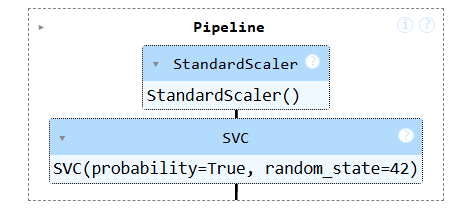 Pipeline
i ?
StandardScaler ?
StandardScaler()
SVC ?
SVC(probability=True, random_state=42)